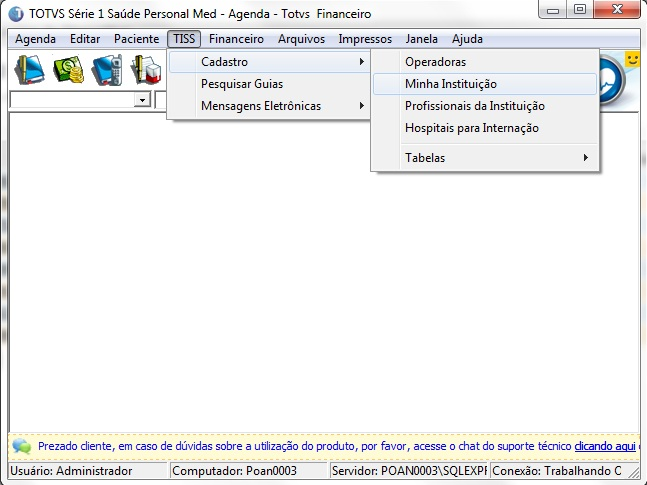 TOTVS Série 1 Saúde Personal Med - Agenda - Totvs Financeiro
Agenda Editar Paciente TISS Financeiro Arquivos Impressos Janela Ajuda
Cadastro
Pesquisar Guias
Mensagens Eletrônicas
Operadoras
Minha Instituição
Profissionais da Instituição
Hospitais para Internação
Tabelas
Prezado cliente, em caso de dúvidas sobre a utilização do produto, por favor, acesse o chat do suporte técnico clicando aqui
Usuário: Administrador Computador: Poan0003 Servidor: POAN0003\SQLEXP Conexão: Trabalhando